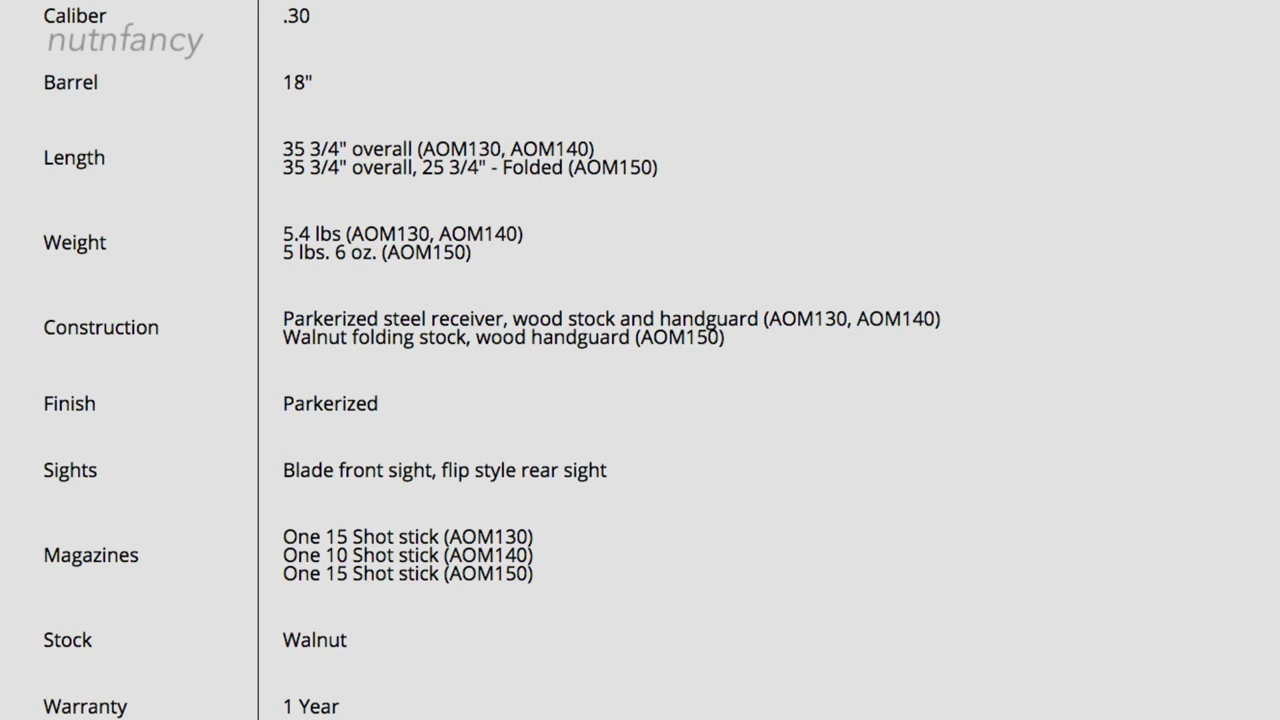 Caliber .30
nutnfancy
Barrel 18"
Length 35 3/4" overall (AOM130, AOM140)
35 3/4" overall, 25 3/4" - Folded (AOM150)
Weight 5.4 lbs (AOM130, AOM140)
5 lbs. 6 oz. (AOM150)
Construction Parkerized steel receiver, wood stock and handguard (AOM130, AOM140)
Walnut folding stock, wood handguard (AOM150)
Finish Parkerized
Sights Blade front sight, flip style rear sight
Magazines One 15 Shot stick (AOM130)
One 10 Shot stick (AOM140)
One 15 Shot stick (AOM150)
Stock Walnut
Warranty 1 Year